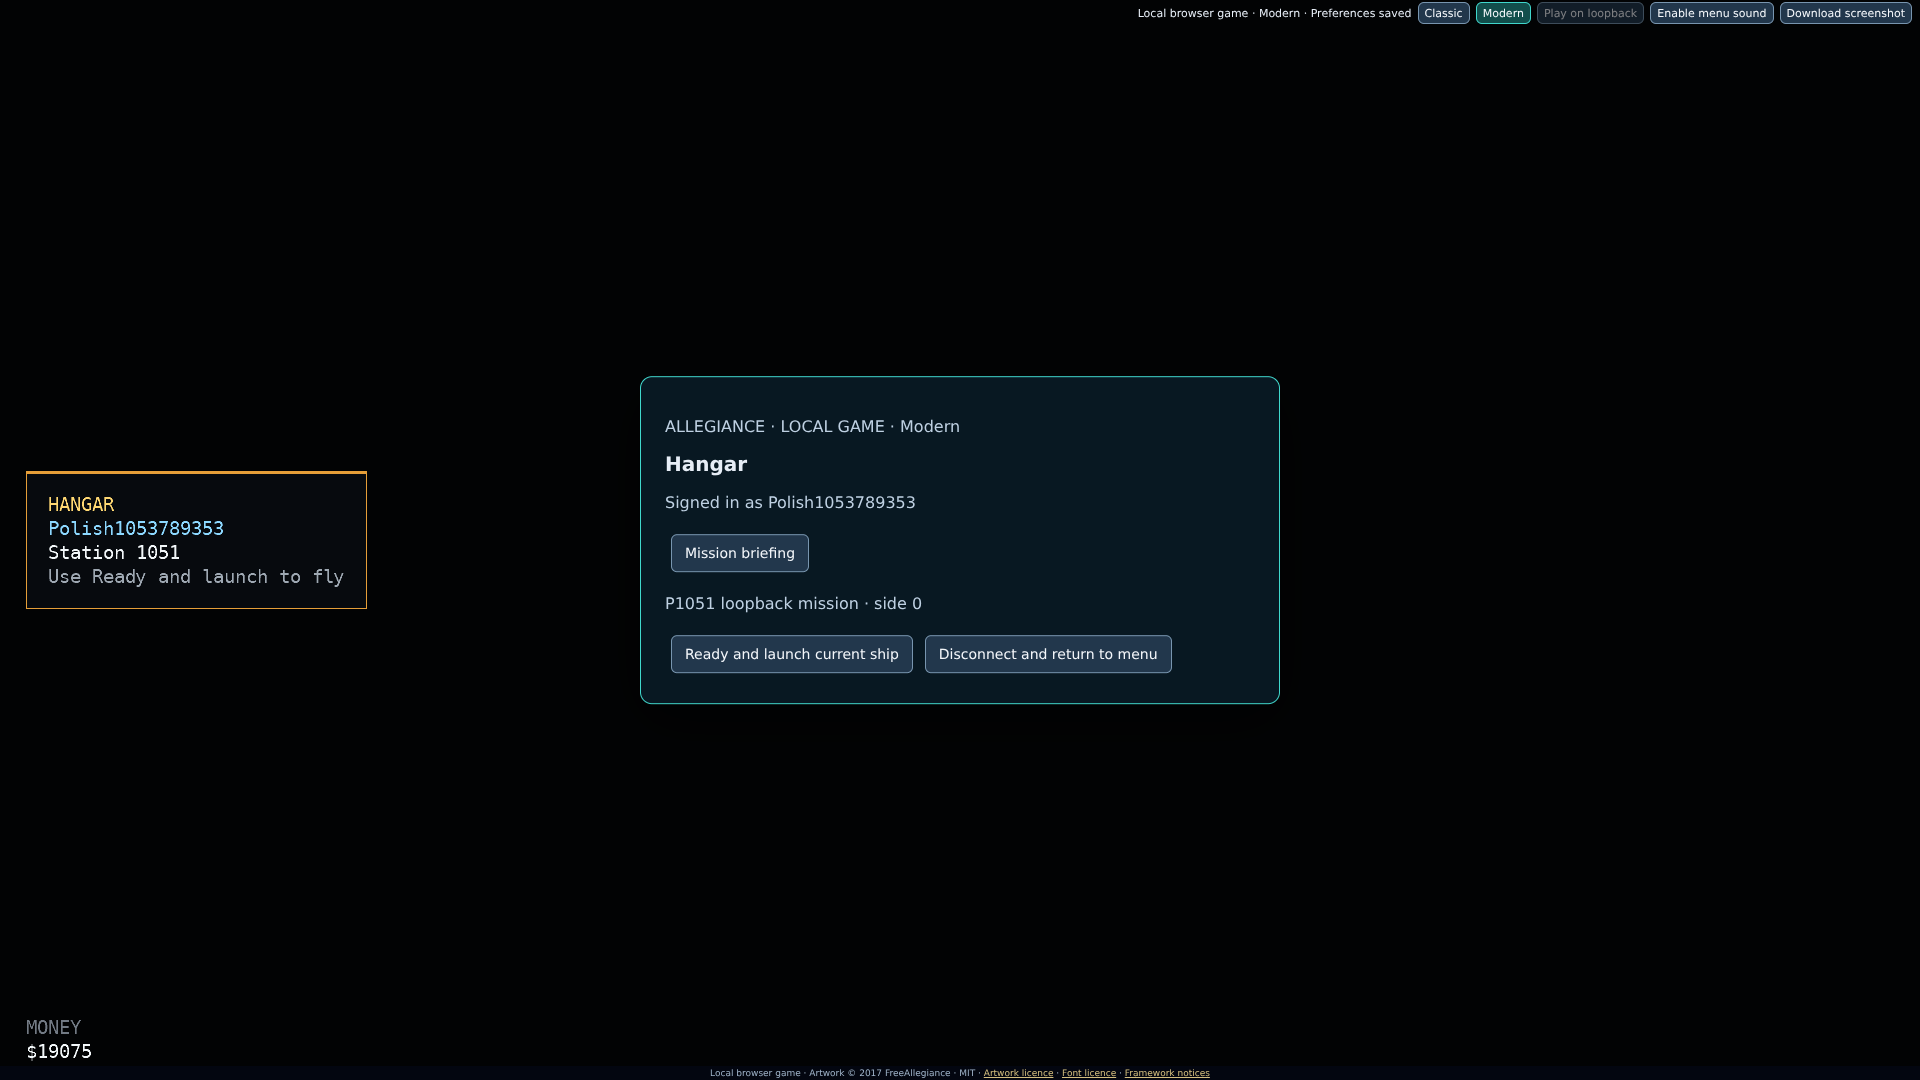 Local browser game · Modern · Preferences saved Classic Modern Play on loopback Enable menu sound Download screenshot
ALLEGIANCE · LOCAL GAME · Modern
Hangar
Signed in as Polish1053789353
Mission briefing
P1051 loopback mission · side 0
Ready and launch current ship Disconnect and return to menu
HANGAR
Polish1053789353
Station 1051
Use Ready and launch to fly
MONEY
$19075
Local browser game · Artwork © 2017 FreeAllegiance · MIT · Artwork licence · Font licence · Framework notices